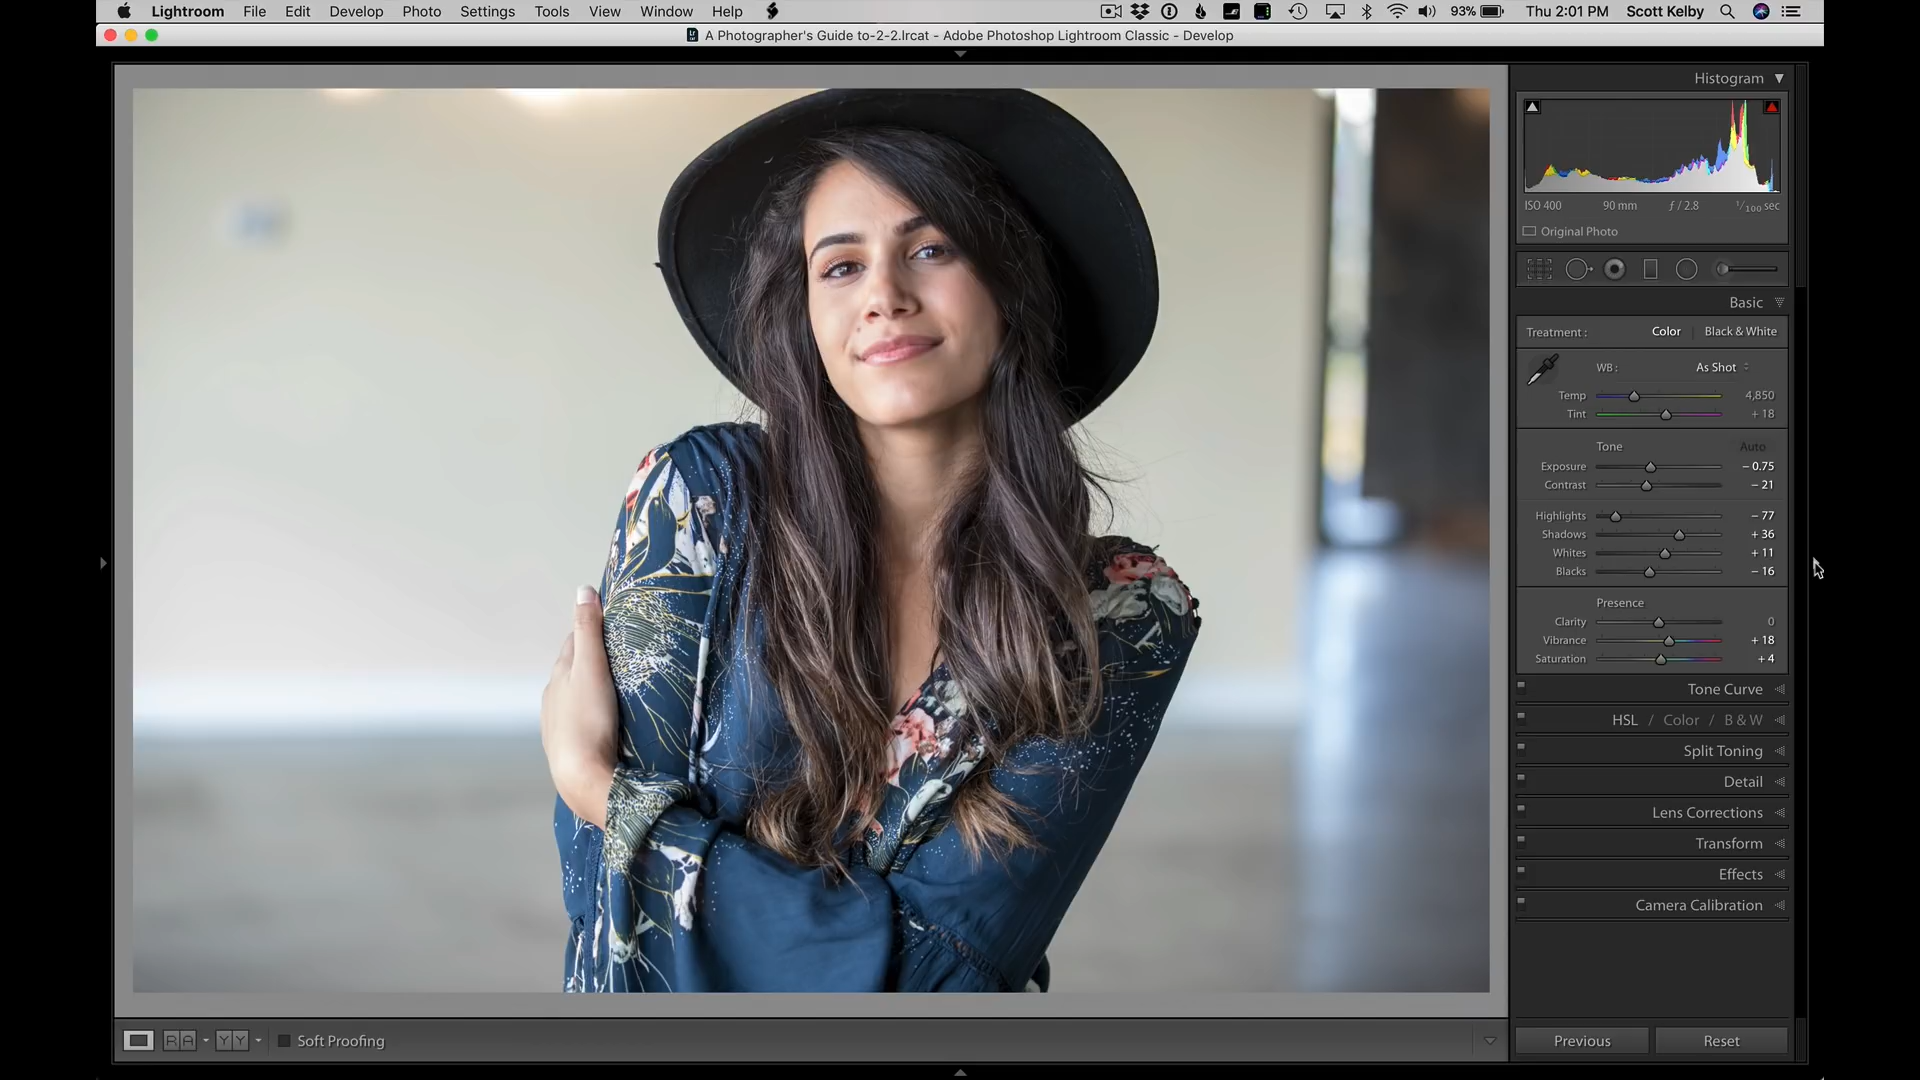 Lightroom File Edit Develop Photo Settings Tools View Window Help 93% Thu 2:01 PM Scott Kelby
A Photographer's Guide to-2-2.lrcat - Adobe Photoshop Lightroom Classic - Develop
Histogram
ISO 400 90 mm ƒ / 2.8 1/100 sec
Original Photo
Basic
Treatment : Color Black & White
WB : As Shot
Temp 4,850
Tint + 18
Tone Auto
Exposure – 0.75
Contrast – 21
Highlights – 77
Shadows + 36
Whites + 11
Blacks – 16
Presence
Clarity 0
Vibrance + 18
Saturation + 4
Tone Curve
HSL / Color / B & W
Split Toning
Detail
Lens Corrections
Transform
Effects
Camera Calibration
R A Y Y Soft Proofing
Previous Reset